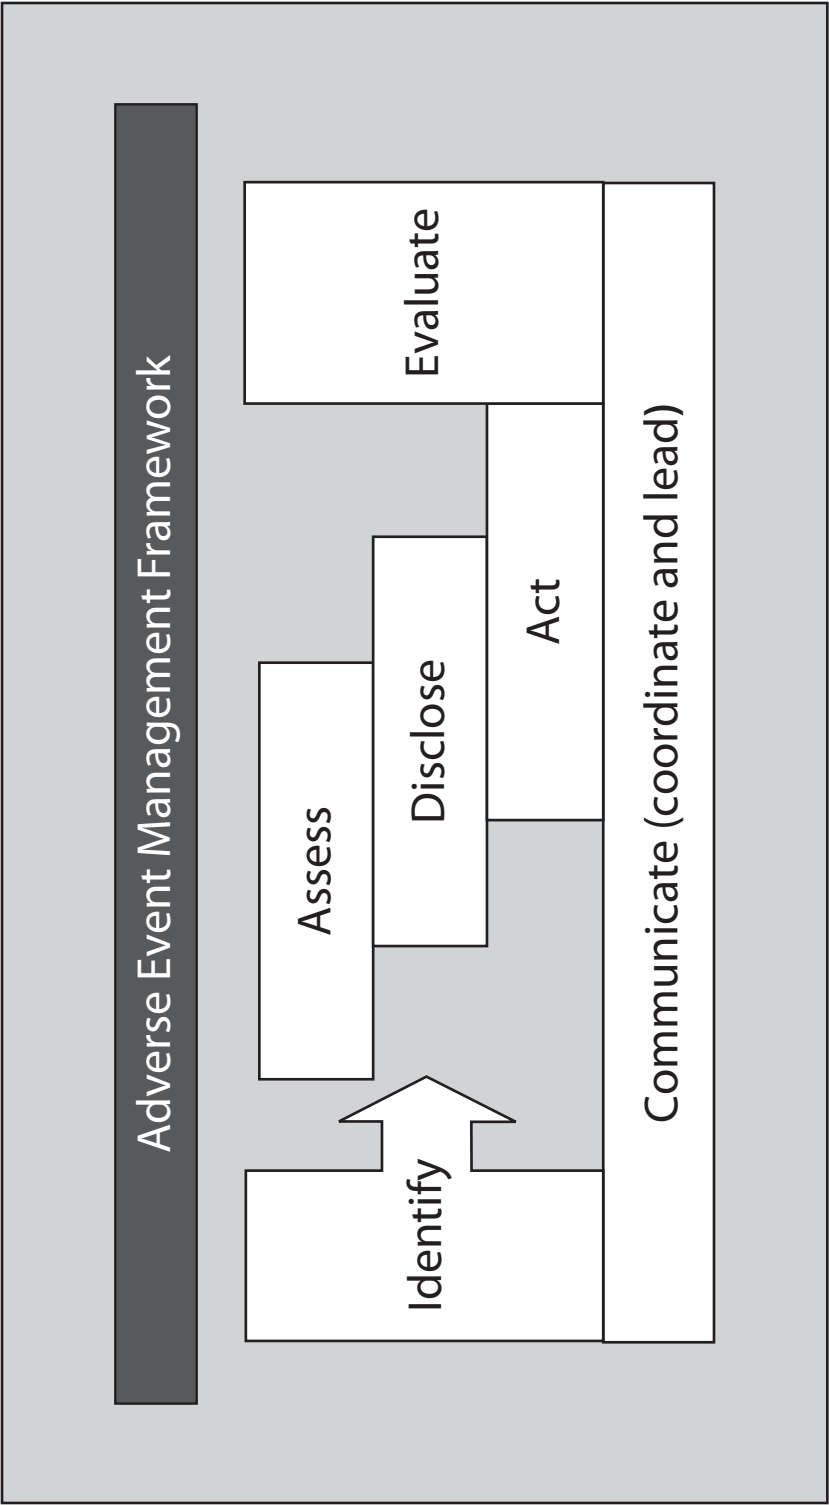 Adverse Event Management Framework
Identify
Assess
Disclose
Act
Evaluate
Communicate (coordinate and lead)